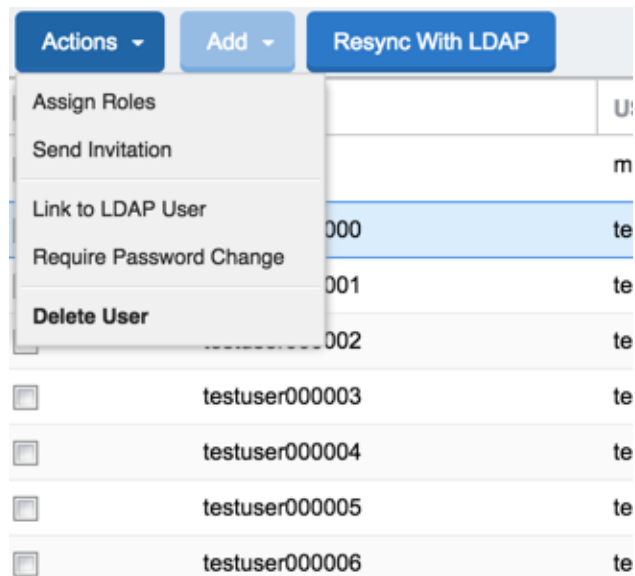 Actions Add Resync With LDAP
Assign Roles
Send Invitation
Link to LDAP User
Require Password Change
Delete User
US
m
000 te
001 te
002 te
testuser000003 te
testuser000004 te
testuser000005 te
testuser000006 te